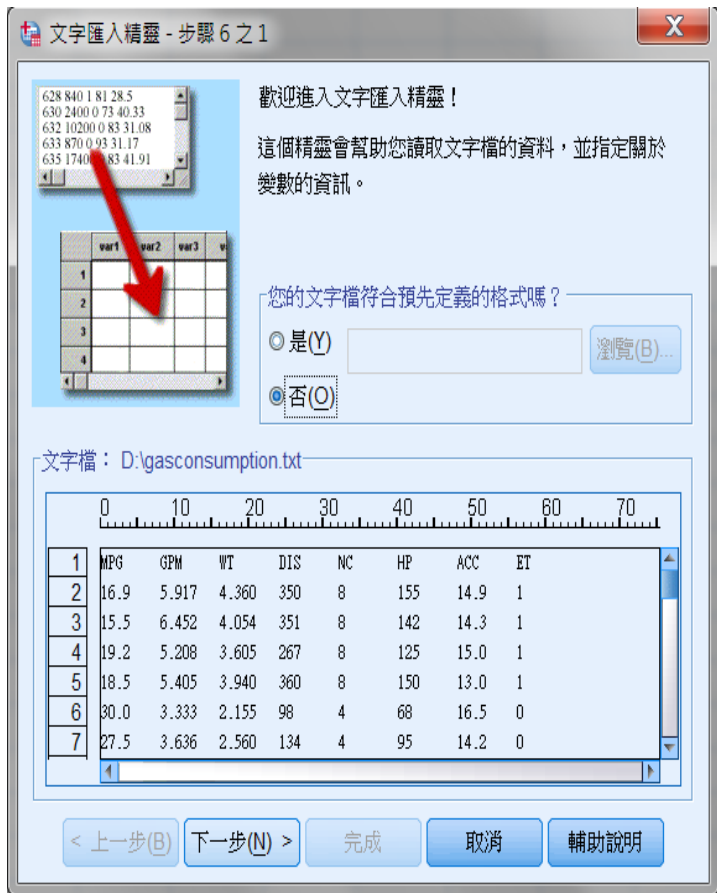 文字匯入精靈 - 步驟 6 之 1
628 840 1 81 28.5
630 2400 0 73 40.33
632 10200 0 83 31.08
633 870 0 93 31.17
635 1740 83 41.91
var1 var2 var3 v
1
2
3
4
歡迎進入文字匯入精靈！
這個精靈會幫助您讀取文字檔的資料，並指定關於
變數的資訊。
您的文字檔符合預先定義的格式嗎？
是(Y)
瀏覽(B)...
否(O)
文字檔： D:\gasconsumption.txt
0 10 20 30 40 50 60 70
1 MPG GPM WT DIS NC HP ACC ET
2 16.9 5.917 4.360 350 8 155 14.9 1
3 15.5 6.452 4.054 351 8 142 14.3 1
4 19.2 5.208 3.605 267 8 125 15.0 1
5 18.5 5.405 3.940 360 8 150 13.0 1
6 30.0 3.333 2.155 98 4 68 16.5 0
7 27.5 3.636 2.560 134 4 95 14.2 0
< 上一步(B) 下一步(N) > 完成 取消 輔助說明